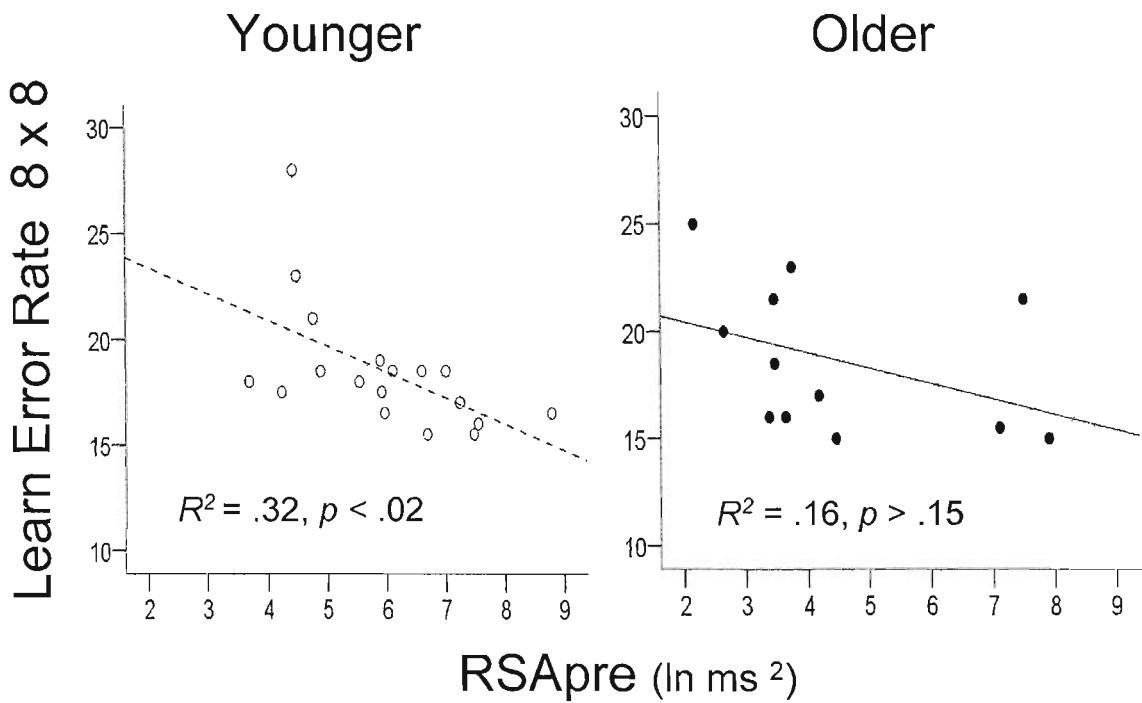 Younger
Older
Learn Error Rate 8 x 8
30
25
20
15
10
R² = .32, p < .02
2 3 4 5 6 7 8 9
30
25
20
15
10
R² = .16, p > .15
2 3 4 5 6 7 8 9
RSApre (ln ms ²)